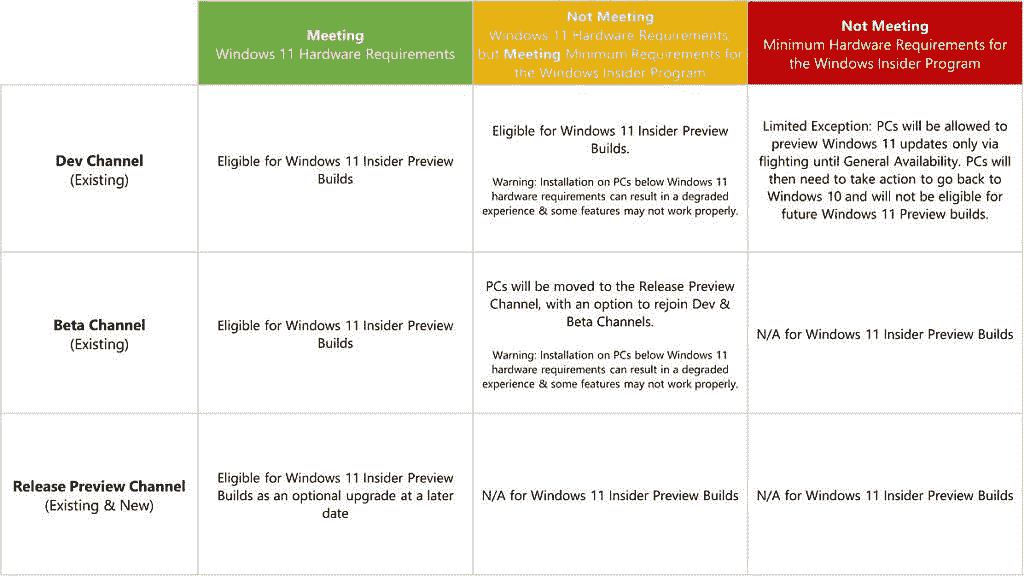 Meeting
Windows 11 Hardware Requirements
Not Meeting
Windows 11 Hardware Requirements
but Meeting Minimum Requirements for
the Windows Insider Program
Not Meeting
Minimum Hardware Requirements for
the Windows Insider Program
Dev Channel
(Existing)
Eligible for Windows 11 Insider Preview
Builds
Eligible for Windows 11 Insider Preview
Builds.
Warning: Installation on PCs below Windows 11
hardware requirements can result in a degraded
experience & some features may not work properly.
Limited Exception: PCs will be allowed to
preview Windows 11 updates only via
flighting until General Availability. PCs will
then need to take action to go back to
Windows 10 and will not be eligible for
future Windows 11 Preview builds.
Beta Channel
(Existing)
Eligible for Windows 11 Insider Preview
Builds
PCs will be moved to the Release Preview
Channel, with an option to rejoin Dev &
Beta Channels.
Warning: Installation on PCs below Windows 11
hardware requirements can result in a degraded
experience & some features may not work properly.
N/A for Windows 11 Insider Preview Builds
Release Preview Channel
(Existing & New)
Eligible for Windows 11 Insider Preview
Builds as an optional upgrade at a later
date
N/A for Windows 11 Insider Preview Builds
N/A for Windows 11 Insider Preview Builds